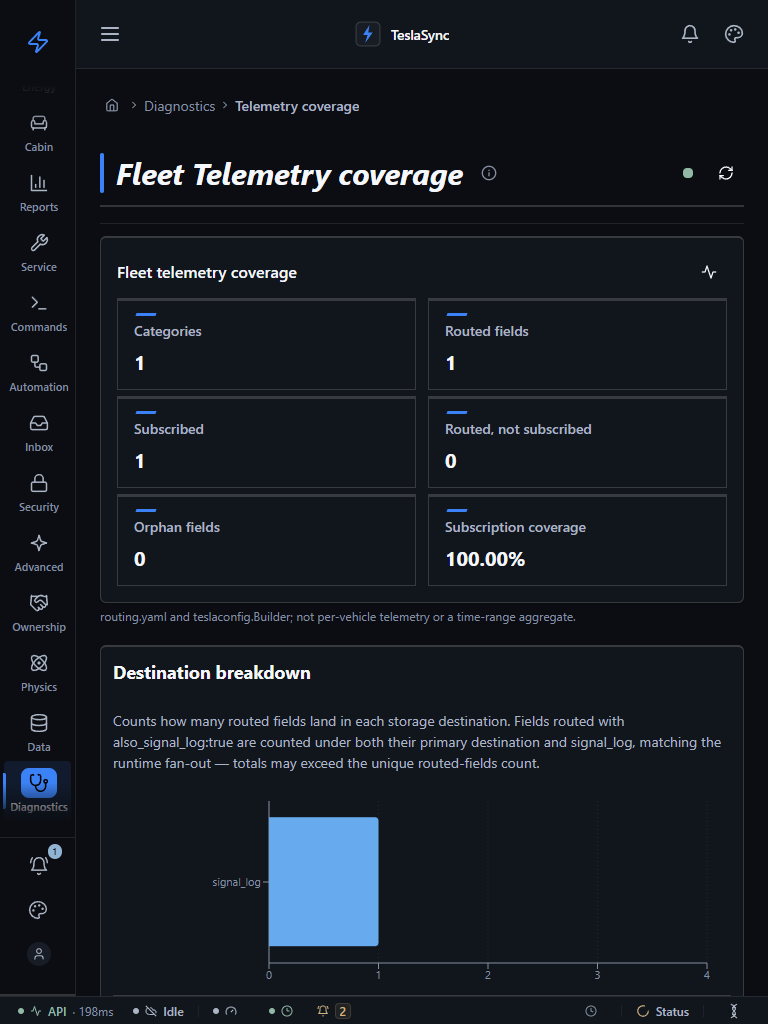 TeslaSync
Diagnostics
Telemetry coverage
Fleet Telemetry coverage
Cabin
Reports
Service
Commands
Automation
Inbox
Security
Advanced
Ownership
Physics
Data
Diagnostics
1
Fleet telemetry coverage
Categories
1
Routed fields
1
Subscribed
1
Routed, not subscribed
0
Orphan fields
0
Subscription coverage
100.00%
routing.yaml and teslaconfig.Builder; not per-vehicle telemetry or a time-range aggregate.
Destination breakdown
Counts how many routed fields land in each storage destination. Fields routed with
also_signal_log:true are counted under both their primary destination and signal_log, matching the
runtime fan-out — totals may exceed the unique routed-fields count.
signal_log
0 1 2 3 4
API · 198ms
Idle
2
Status